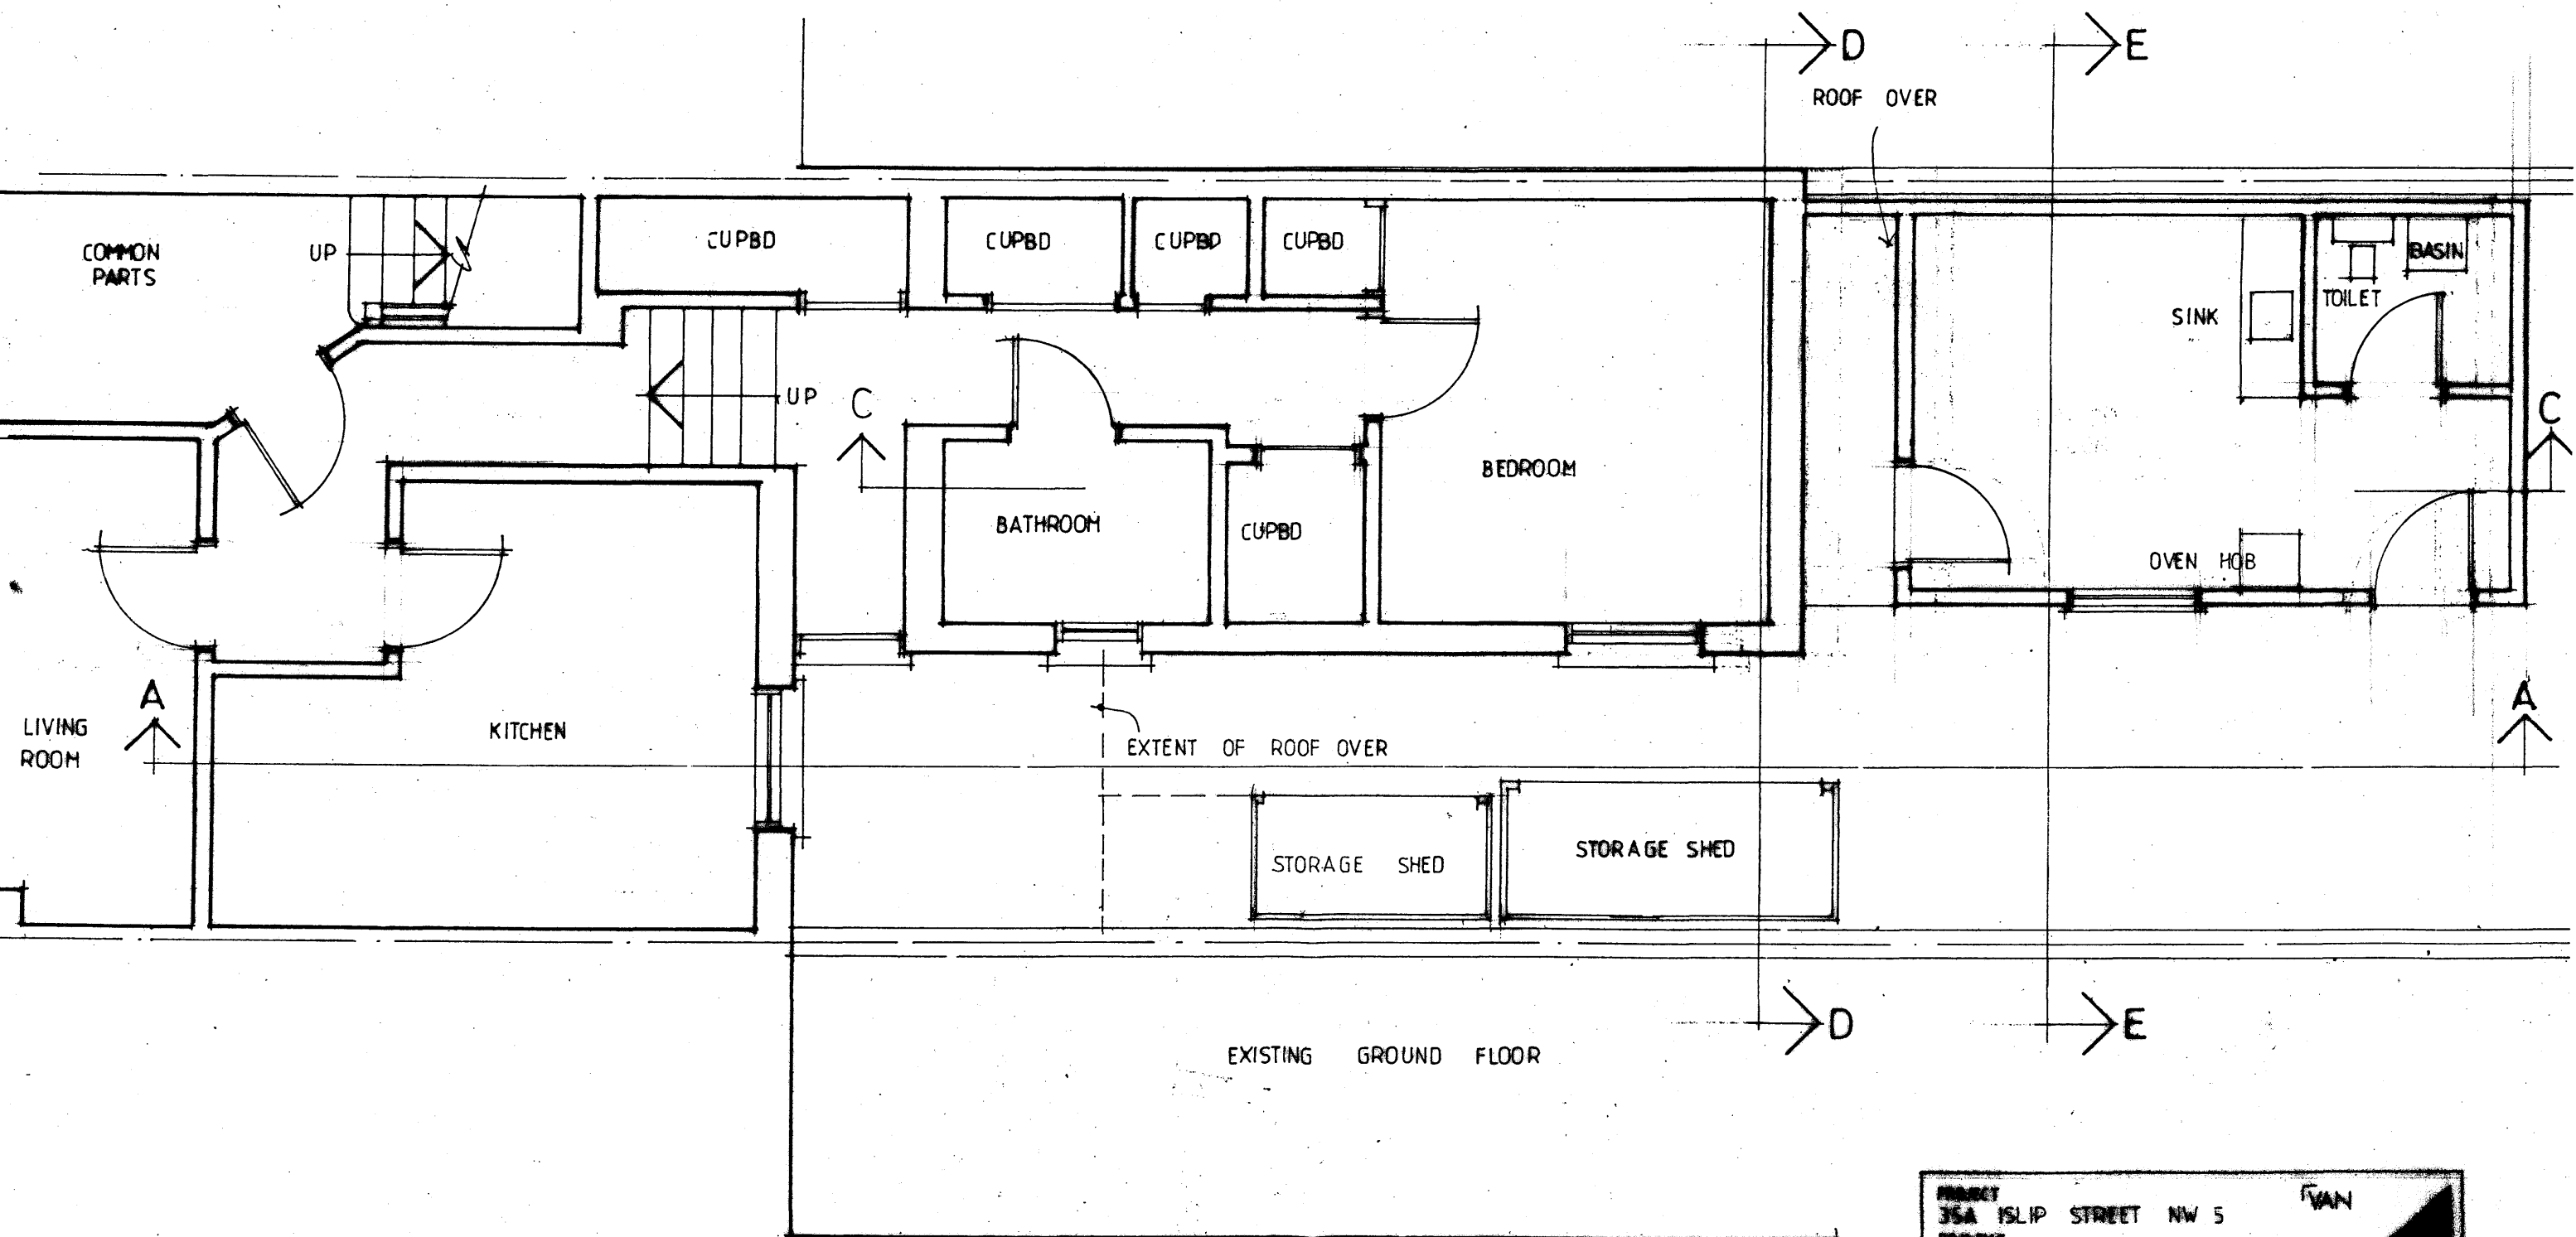 D
E
ROOF OVER
COMMON
PARTS
UP
CUPBD
CUPBD
CUPBD
CUPBD
BASIN
TOILET
SINK
UP
C
C
BEDROOM
BATHROOM
CUPBD
OVEN HOB
A
A
LIVING
ROOM
KITCHEN
EXTENT OF ROOF OVER
STORAGE SHED
STORAGE SHED
D
E
EXISTING GROUND FLOOR
PROJECT
VAN
35A ISLIP STREET NW 5